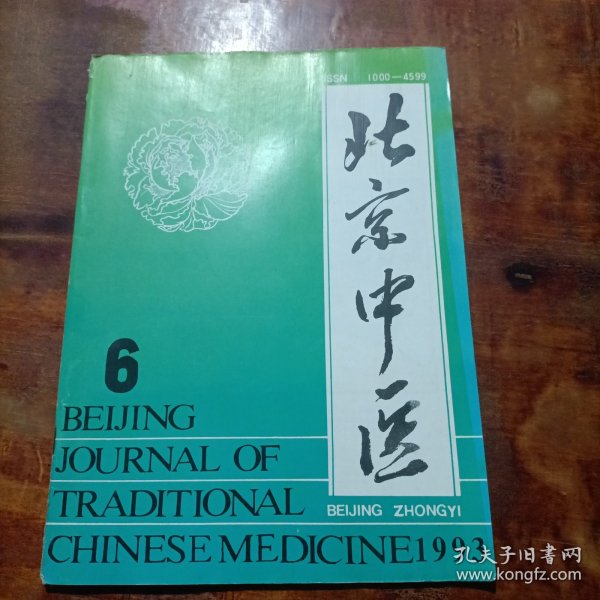 ISSN 1000—4599
北京中医
6
BEIJING
JOURNAL OF
TRADITIONAL
CHINESE MEDICINE 1993
BEIJING ZHONGYI
孔夫子旧书网
www.kongfz.com